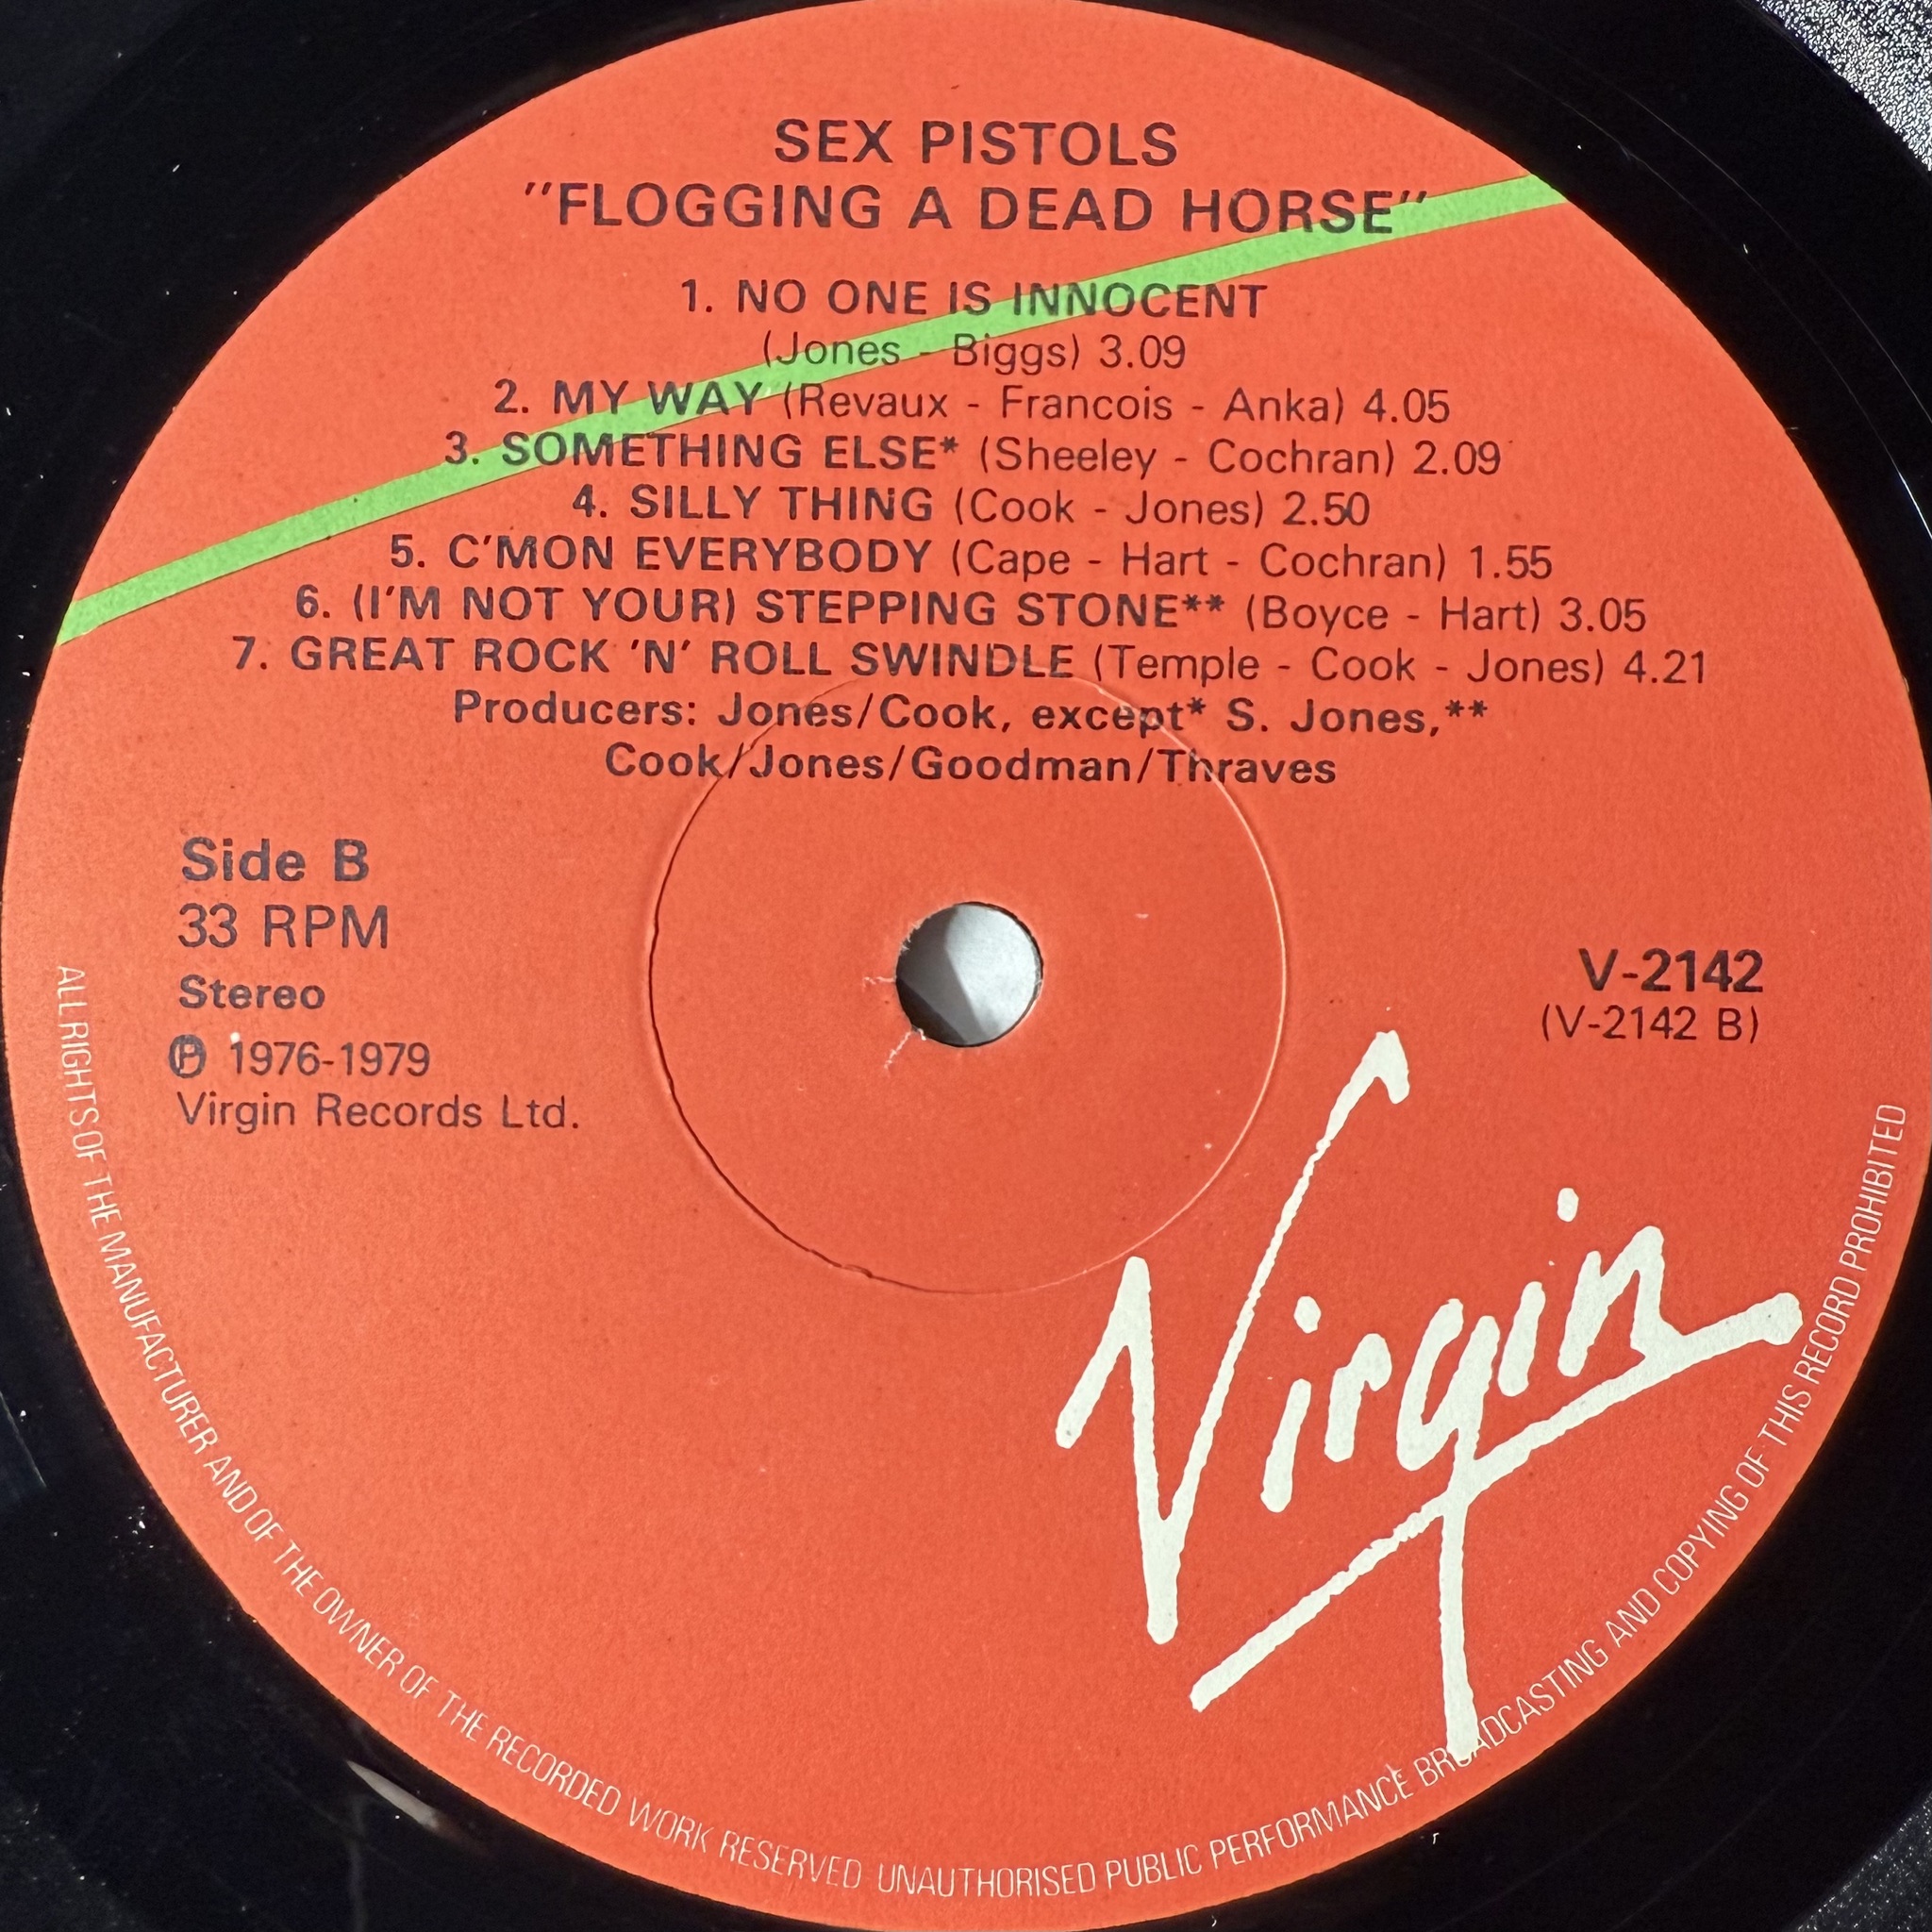 SEX PISTOLS
"FLOGGING A DEAD HORSE"
1. NO ONE IS INNOCENT
(Jones - Biggs) 3.09
2. MY WAY (Revaux - Francois - Anka) 4.05
3. SOMETHING ELSE* (Sheeley - Cochran) 2.09
4. SILLY THING (Cook - Jones) 2.50
5. C'MON EVERYBODY (Cape - Hart - Cochran) 1.55
6. (I'M NOT YOUR) STEPPING STONE** (Boyce - Hart) 3.05
7. GREAT ROCK 'N' ROLL SWINDLE (Temple - Cook - Jones) 4.21
Producers: Jones/Cook, except* S. Jones,**
Cook/Jones/Goodman/Thraves
Side B
33 RPM
Stereo
℗ 1976-1979
Virgin Records Ltd.
V-2142
(V-2142 B)
Virgin
ALL RIGHTS OF THE MANUFACTURER AND OF THE OWNER OF THE RECORDED WORK RESERVED UNAUTHORISED PUBLIC PERFORMANCE BROADCASTING AND COPYING OF THIS RECORD PROHIBITED